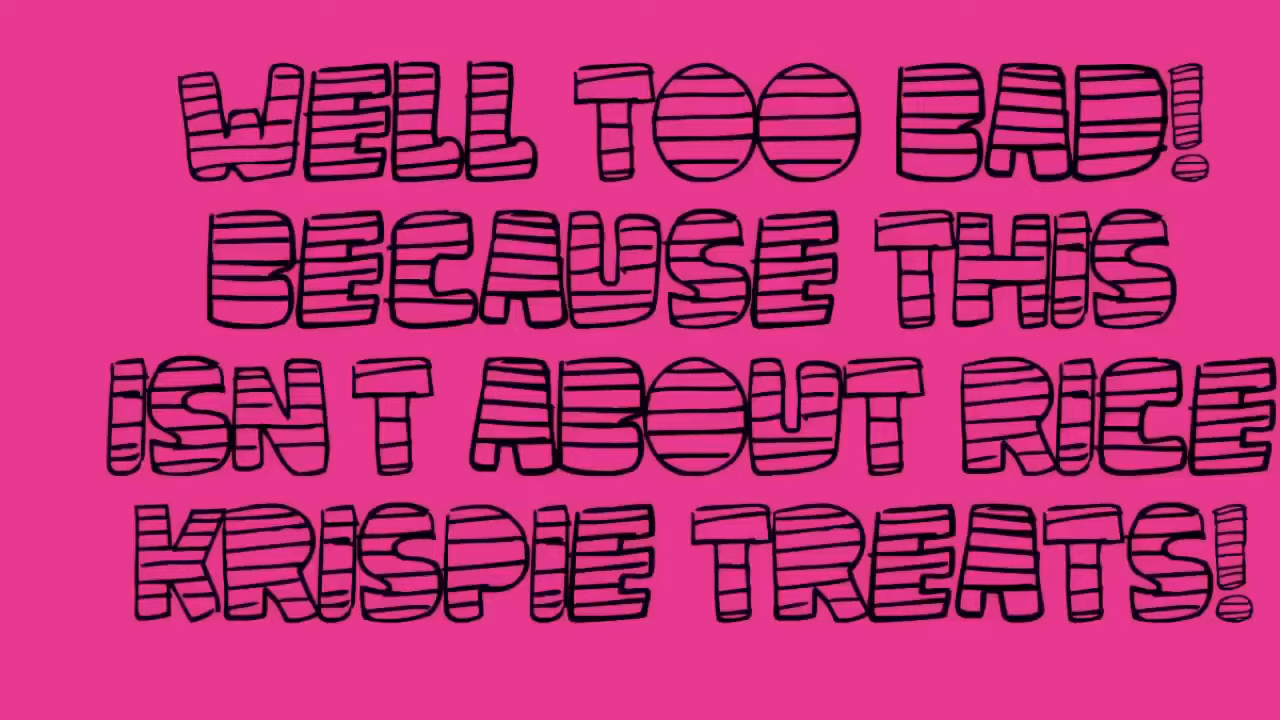 WELL TOO BAD!
BECAUSE THIS
ISN T ABOUT RICE
KRISPIE TREATS!